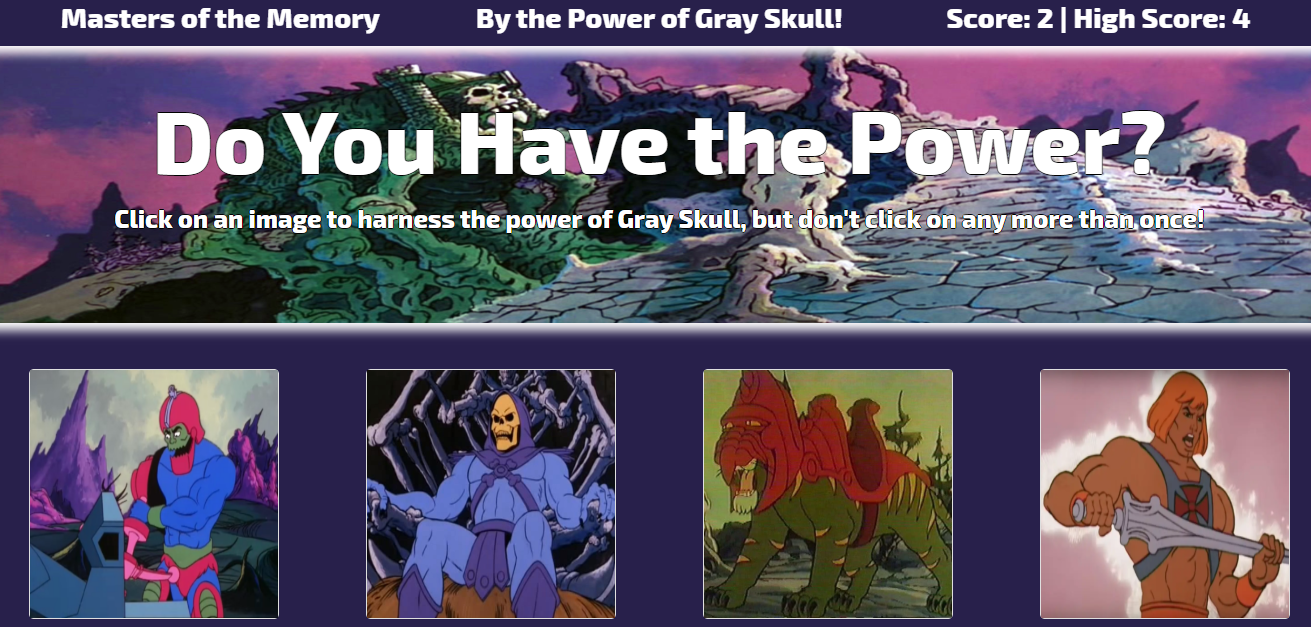 Masters of the Memory By the Power of Gray Skull! Score: 2 | High Score: 4
Do You Have the Power?
Click on an image to harness the power of Gray Skull, but don't click on any more than once!